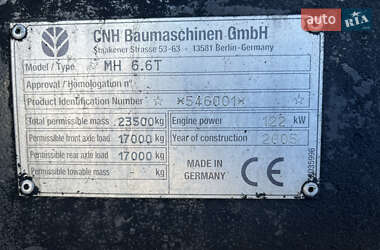 auto RIA
CNH Baumaschinen GmbH
Staakener Strasse 53-63 · 13581 Berlin-Germany
Model / Type ☆ MH 6.6T
Approval / Homologation n°
Product Identification Number ☆ *546001* ☆
Total permissible mass 23500 kg
Engine power 122 kW
Permissible front axle load 17000 kg
Year of construction 2005
Permissible rear axle load 17000 kg
Permissible towable mass - kg
MADE IN
GERMANY
CE